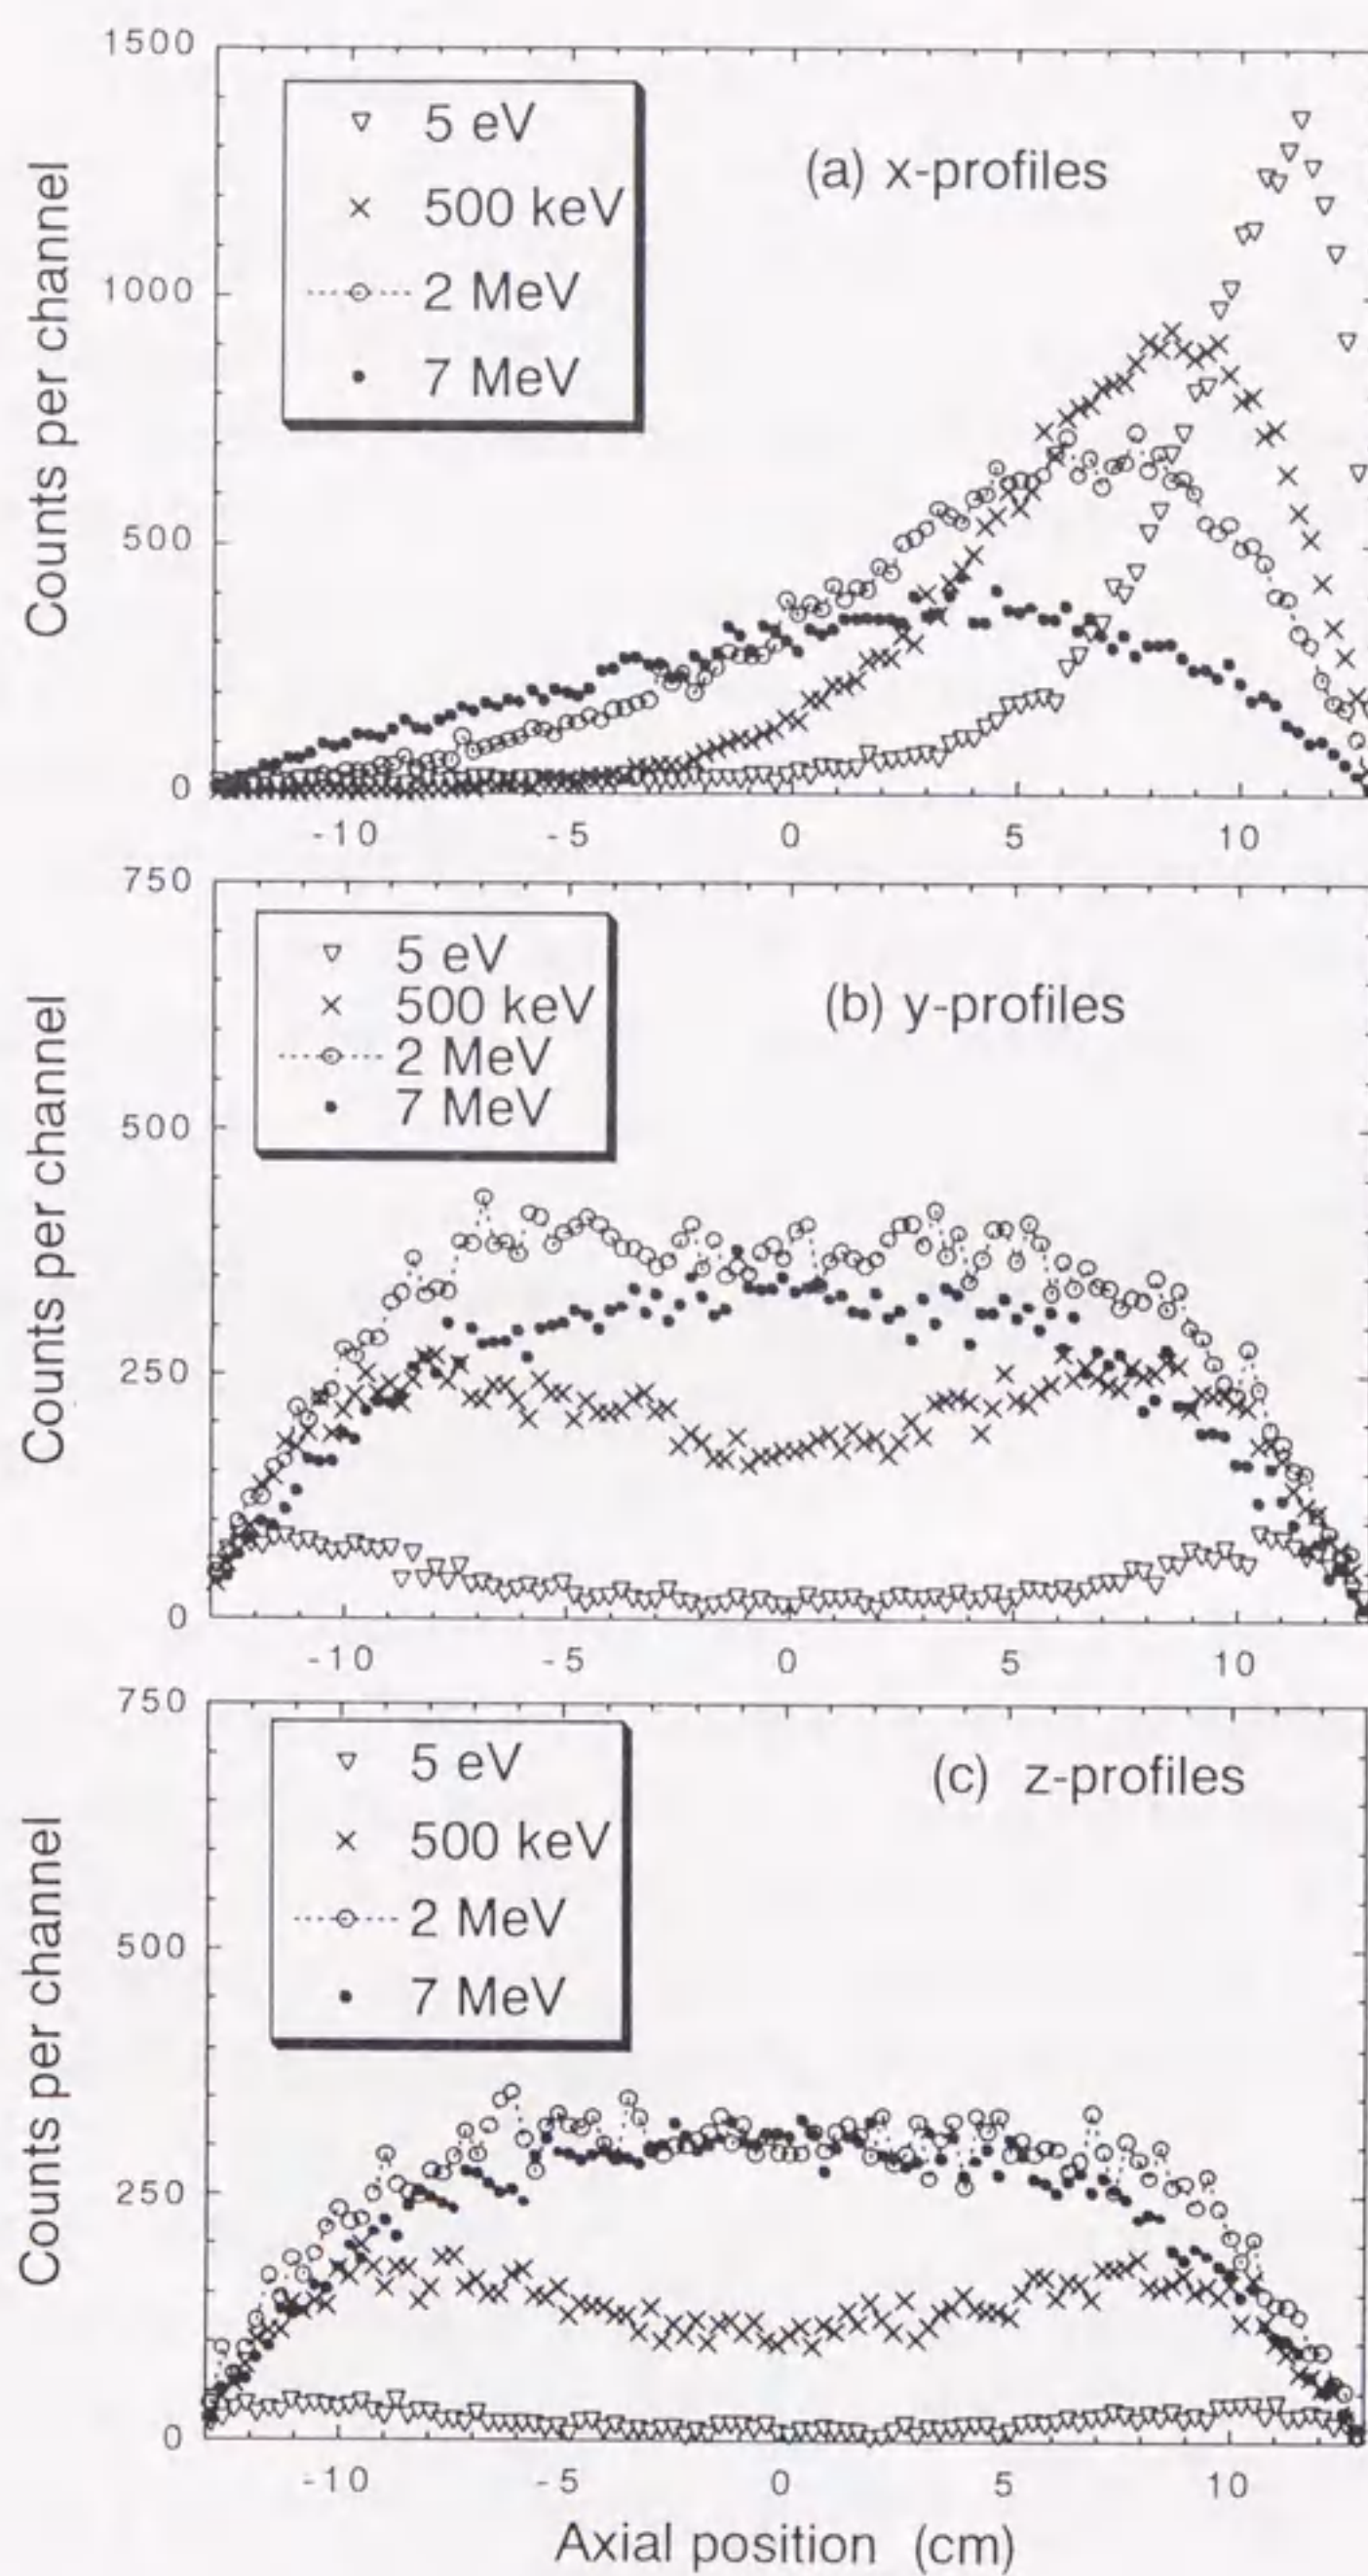 1500
1000
500
0
Counts per channel
5 eV
500 keV
2 MeV
7 MeV
(a) x-profiles
-10 -5 0 5 10
750
500
250
0
Counts per channel
5 eV
500 keV
2 MeV
7 MeV
(b) y-profiles
-10 -5 0 5 10
750
500
250
0
Counts per channel
5 eV
500 keV
2 MeV
7 MeV
(c) z-profiles
-10 -5 0 5 10
Axial position (cm)